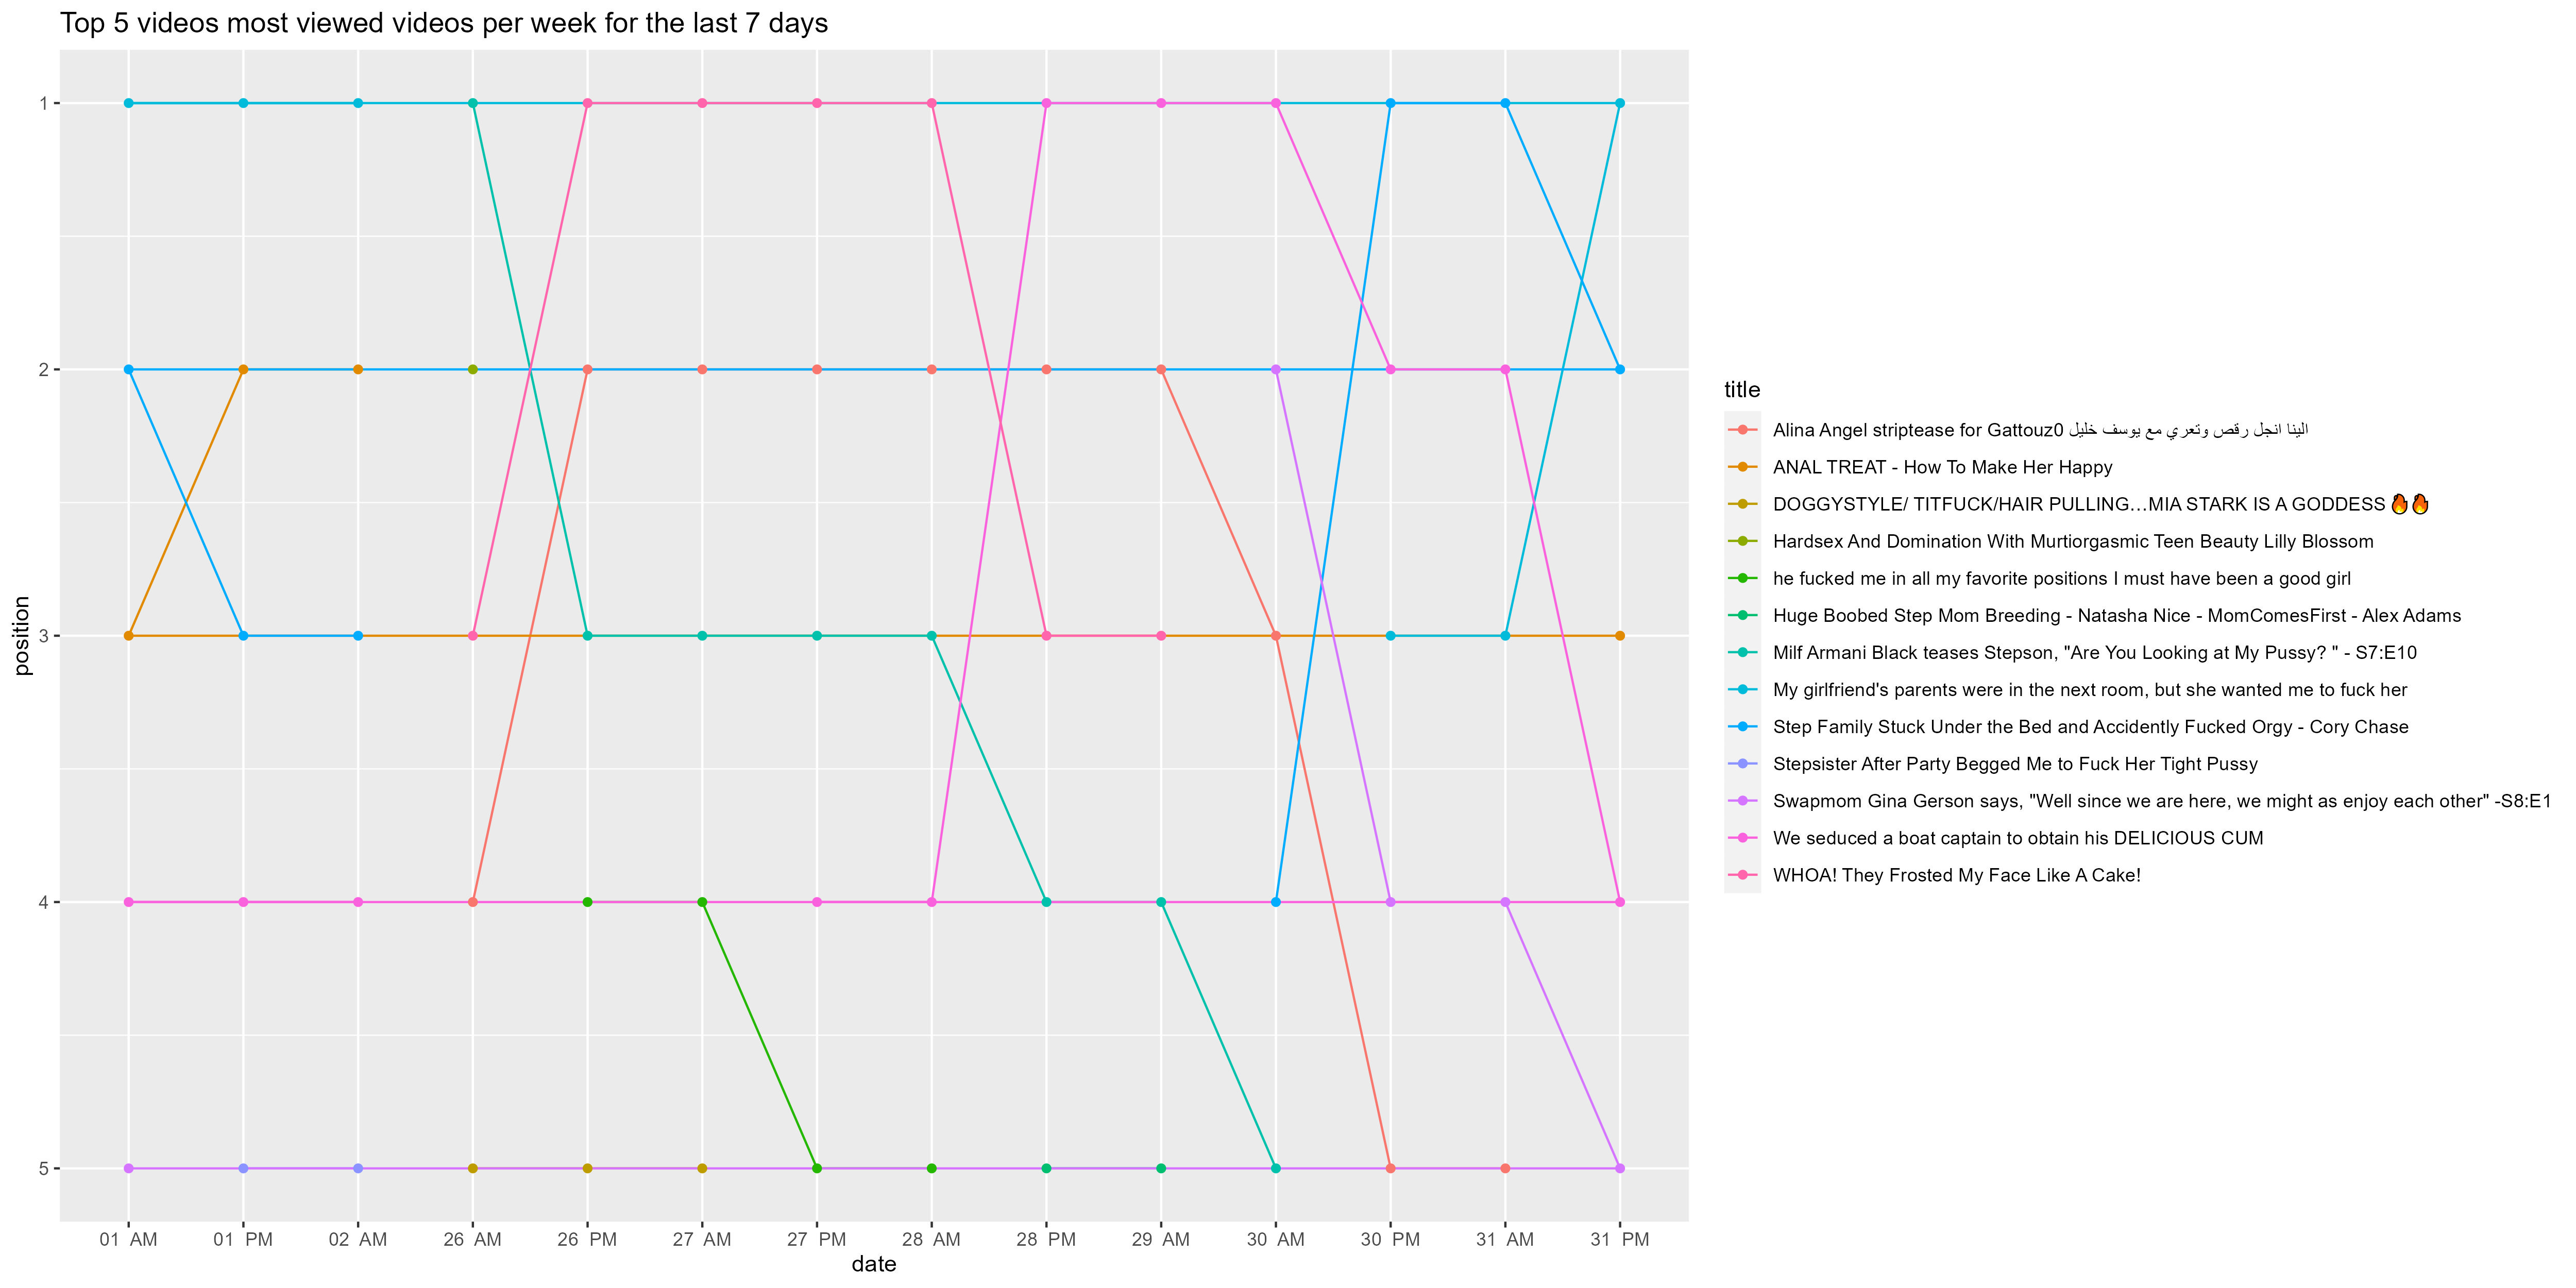 Top 5 videos most viewed videos per week for the last 7 days
position
1
2
3
4
5
01 AM
01 PM
02 AM
26 AM
26 PM
27 AM
27 PM
28 AM
28 PM
29 AM
30 AM
30 PM
31 AM
31 PM
date
title
Alina Angel striptease for Gattouz0 الينا انجل رقص وتعري مع يوسف خليل
ANAL TREAT - How To Make Her Happy
DOGGYSTYLE/ TITFUCK/HAIR PULLING…MIA STARK IS A GODDESS 🔥🔥
Hardsex And Domination With Murtiorgasmic Teen Beauty Lilly Blossom
he fucked me in all my favorite positions I must have been a good girl
Huge Boobed Step Mom Breeding - Natasha Nice - MomComesFirst - Alex Adams
Milf Armani Black teases Stepson, "Are You Looking at My Pussy? " - S7:E10
My girlfriend's parents were in the next room, but she wanted me to fuck her
Step Family Stuck Under the Bed and Accidently Fucked Orgy - Cory Chase
Stepsister After Party Begged Me to Fuck Her Tight Pussy
Swapmom Gina Gerson says, "Well since we are here, we might as enjoy each other" -S8:E1
We seduced a boat captain to obtain his DELICIOUS CUM
WHOA! They Frosted My Face Like A Cake!